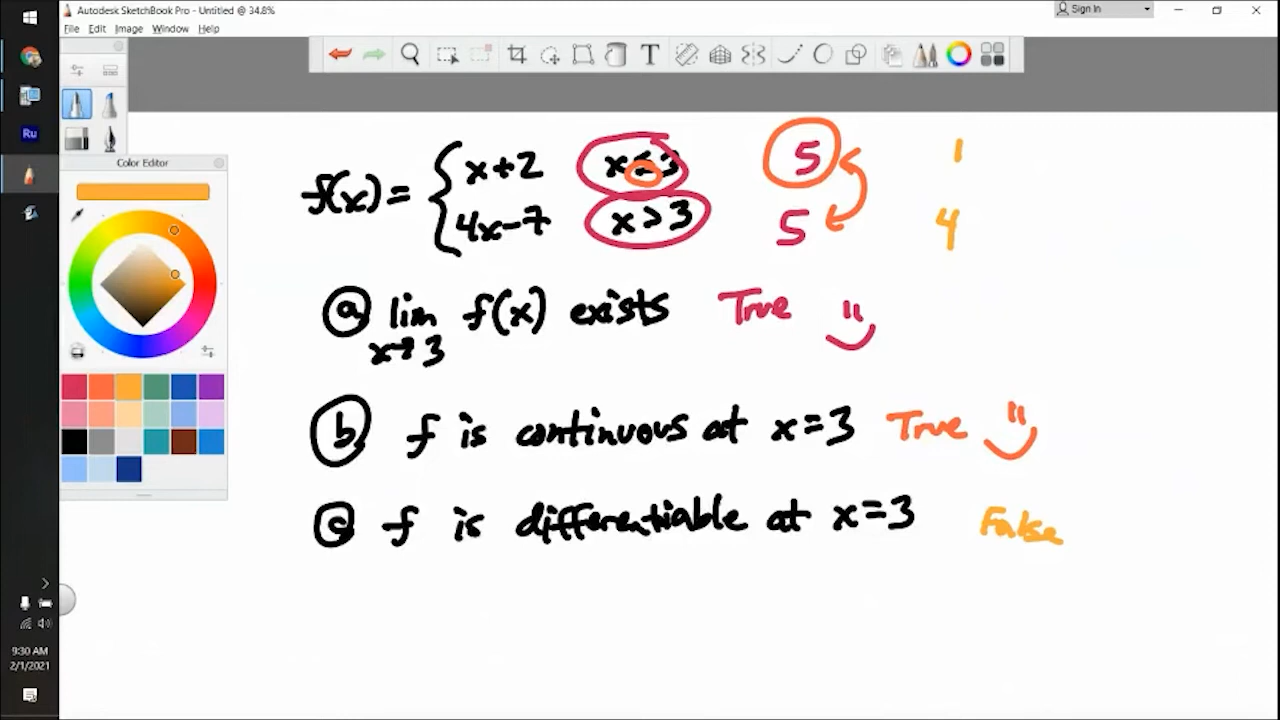 Autodesk SketchBook Pro - Untitled @ 34.8%
Sign In
File Edit Image Window Help
T
Ru
Color Editor
f(x) = { x+2 x≤3 5 1
4x-7 x>3 5 4
ⓐ lim f(x) exists True
x→3
ⓑ f is continuous at x=3 True
ⓒ f is differentiable at x=3 False
9:30 AM
2/1/2021